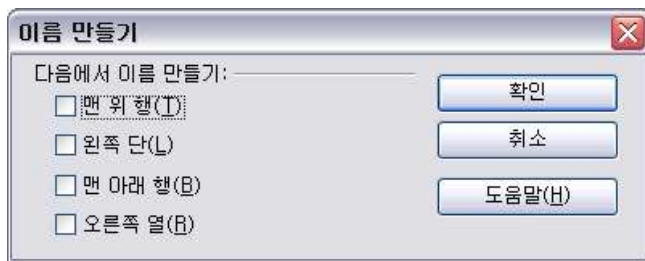 이름 만들기
다음에서 이름 만들기:
맨 위 행(T)
왼쪽 단(L)
맨 아래 행(B)
오른쪽 열(R)
확인
취소
도움말(H)